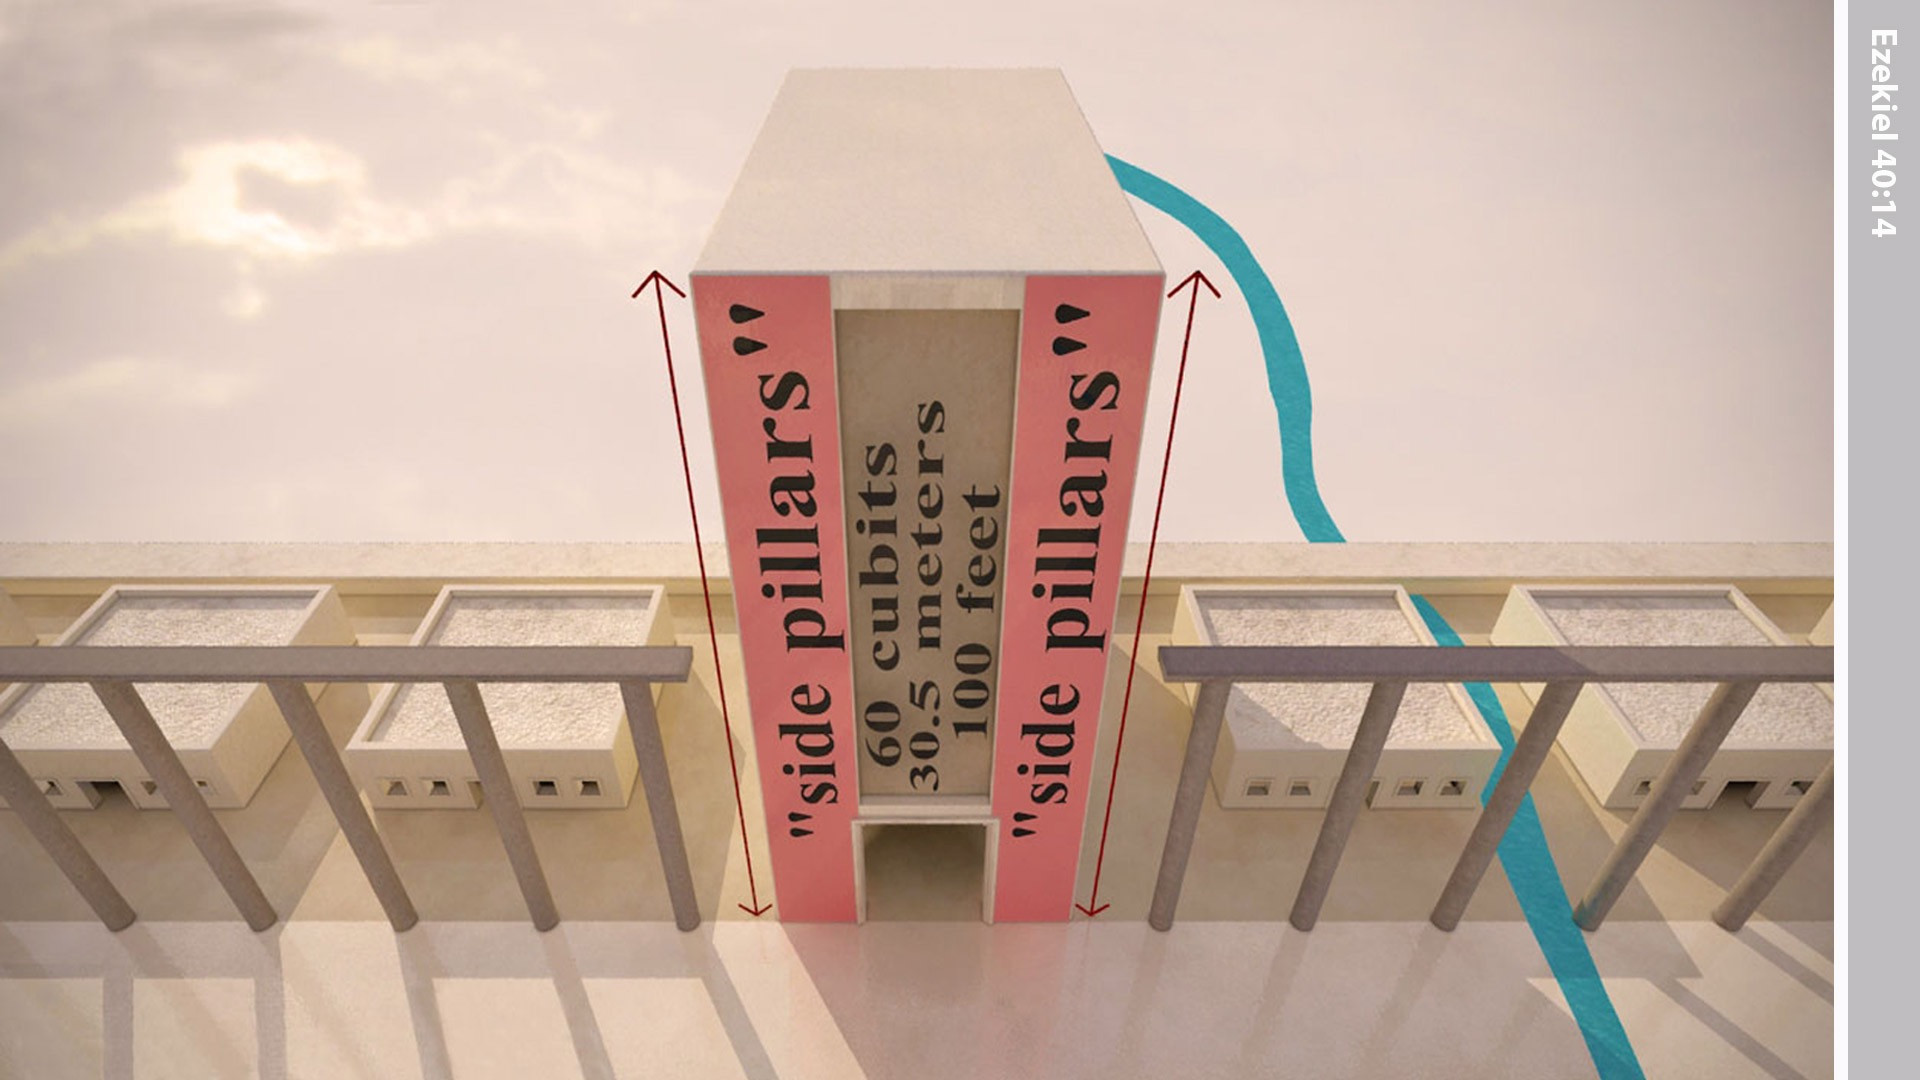 "side pillars"
60 cubits
30.5 meters
100 feet
"side pillars"
Ezekiel 40:14